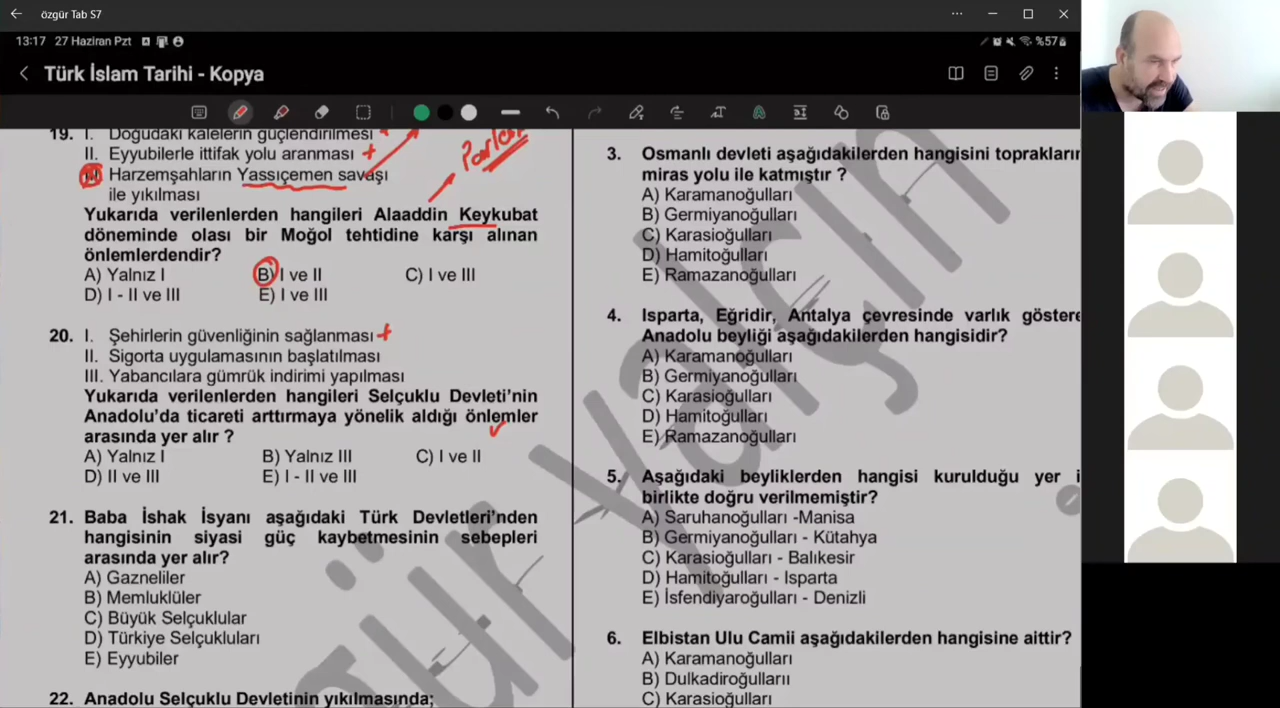 özgür Tab S7
13:17 27 Haziran Pzt
%57
Türk İslam Tarihi - Kopya
19. I. Doğudaki kalelerin güçlendirilmesi +
II. Eyyubilerle ittifak yolu aranması +
III. Harzemşahların Yassıçemen savaşı
ile yıkılması
Yukarıda verilenlerden hangileri Alaaddin Keykubat
döneminde olası bir Moğol tehtidine karşı alınan
önlemlerdendir?
A) Yalnız I B) I ve II C) I ve III
D) I - II ve III E) I ve III
20. I. Şehirlerin güvenliğinin sağlanması +
II. Sigorta uygulamasının başlatılması
III. Yabancılara gümrük indirimi yapılması
Yukarıda verilenlerden hangileri Selçuklu Devleti'nin
Anadolu'da ticareti arttırmaya yönelik aldığı önlemler
arasında yer alır ?
A) Yalnız I B) Yalnız III C) I ve II
D) II ve III E) I - II ve III
21. Baba İshak İsyanı aşağıdaki Türk Devletleri'nden
hangisinin siyasi güç kaybetmesinin sebepleri
arasında yer alır?
A) Gazneliler
B) Memluklüler
C) Büyük Selçuklular
D) Türkiye Selçukluları
E) Eyyubiler
22. Anadolu Selçuklu Devletinin yıkılmasında;
3. Osmanlı devleti aşağıdakilerden hangisini topraklarır
miras yolu ile katmıştır ?
A) Karamanoğulları
B) Germiyanoğulları
C) Karasioğulları
D) Hamitoğulları
E) Ramazanoğulları
4. Isparta, Eğridir, Antalya çevresinde varlık göstere
Anadolu beyliği aşağıdakilerden hangisidir?
A) Karamanoğulları
B) Germiyanoğulları
C) Karasioğulları
D) Hamitoğulları
E) Ramazanoğulları
5. Aşağıdaki beyliklerden hangisi kurulduğu yer i
birlikte doğru verilmemiştir?
A) Saruhanoğulları -Manisa
B) Germiyanoğulları - Kütahya
C) Karasioğulları - Balıkesir
D) Hamitoğulları - Isparta
E) İsfendiyaroğulları - Denizli
6. Elbistan Ulu Camii aşağıdakilerden hangisine aittir?
A) Karamanoğulları
B) Dulkadiroğullarıı
C) Karasioğulları